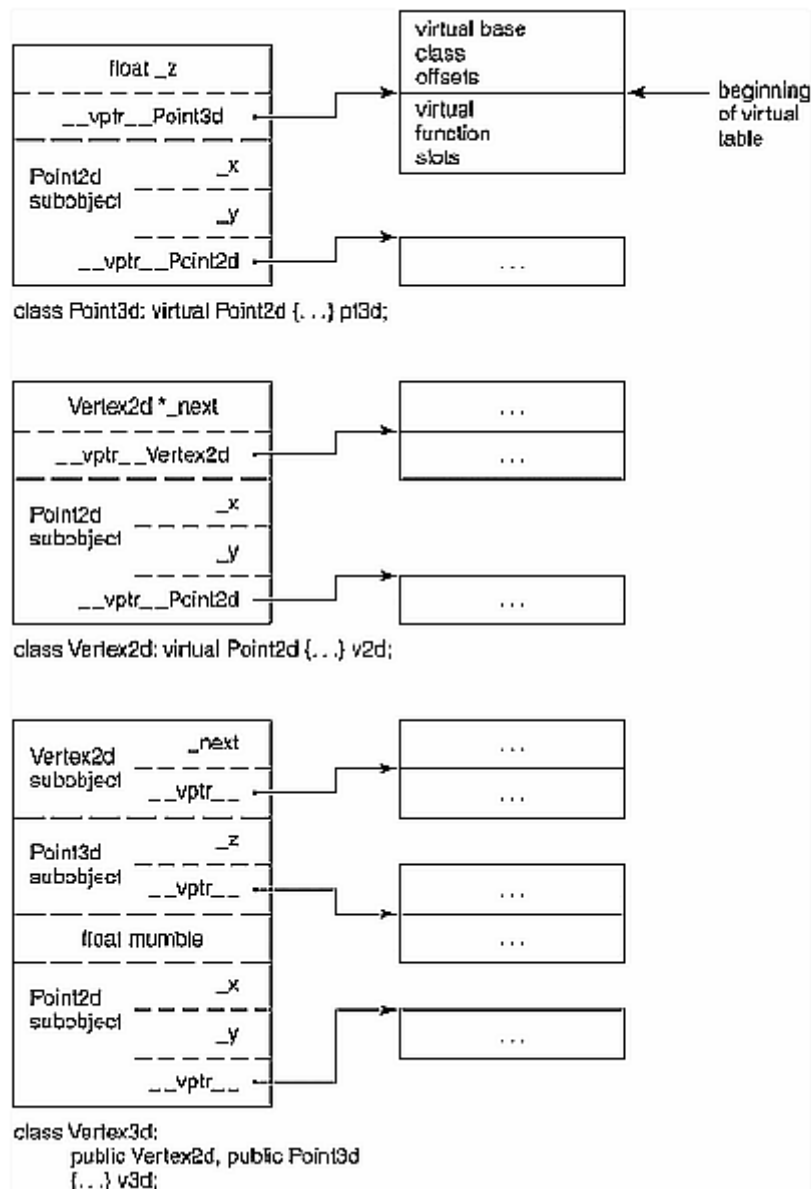 float _z
__vptr__Point3d
Point2d
subobject
_x
_y
__vptr__Point2d
virtual base
class
offsets
virtual
function
slots
beginning
of virtual
table
. . .
class Point3d: virtual Point2d {. . .} pt3d;
Vertex2d *_next
__vptr__Vertex2d
Point2d
subobject
_x
_y
__vptr__Point2d
. . .
. . .
. . .
class Vertex2d: virtual Point2d {. . .} v2d;
Vertex2d
subobject
_next
__vptr__
Point3d
subobject
_z
__vptr__
float mumble
Point2d
subobject
_x
_y
__vptr__
. . .
. . .
. . .
. . .
. . .
class Vertex3d:
public Vertex2d, public Point3d
{. . .} v3d;